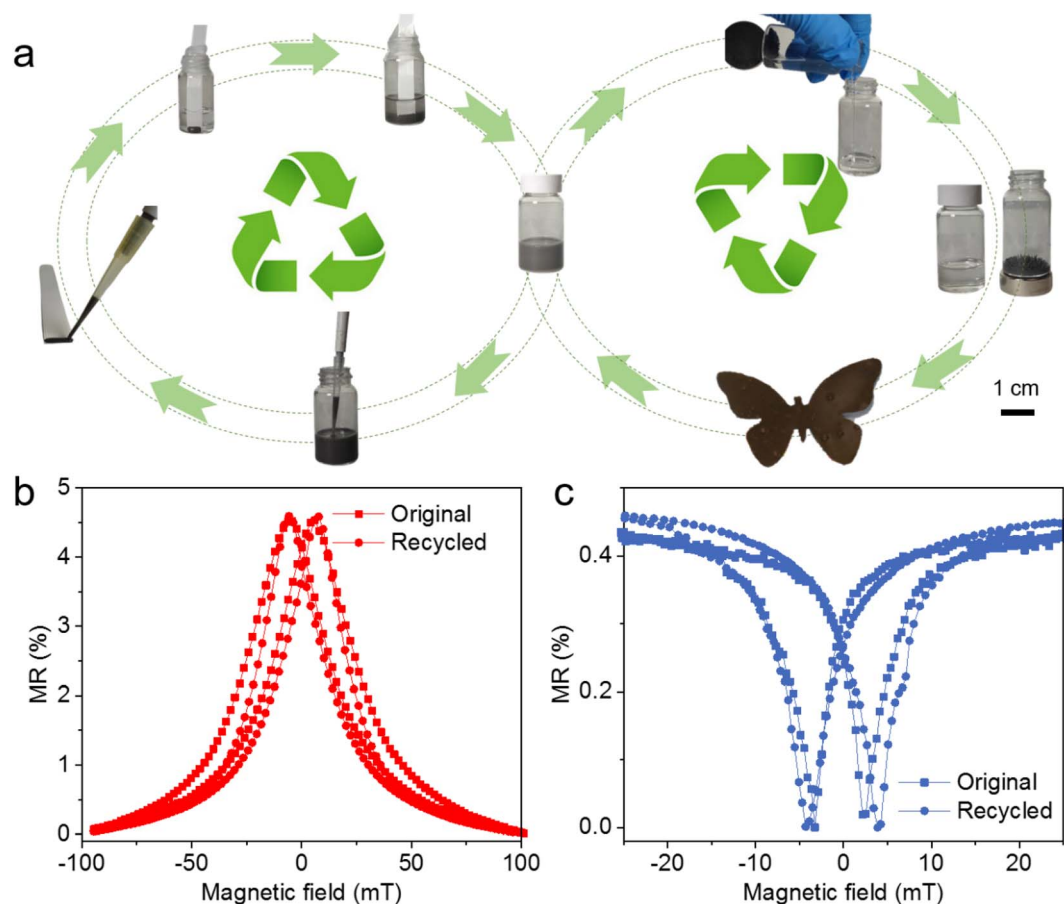 a
1 cm
b
5
4
3
2
1
0
MR (%)
Original
Recycled
-100
-50
0
50
100
Magnetic field (mT)
c
0.4
0.2
0.0
MR (%)
Original
Recycled
-20
-10
0
10
20
Magnetic field (mT)